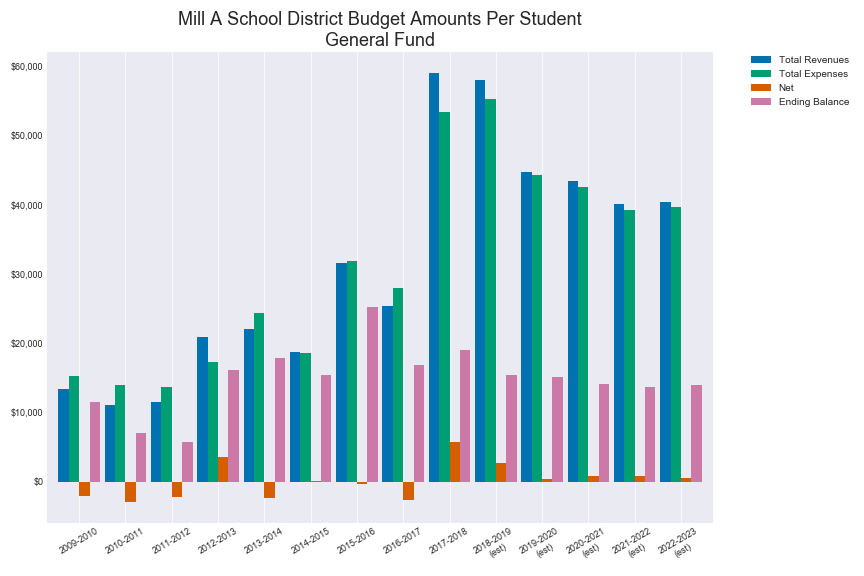 Mill A School District Budget Amounts Per Student
General Fund
Total Revenues
Total Expenses
Net
Ending Balance
$60,000
$50,000
$40,000
$30,000
$20,000
$10,000
$0
2009-2010
2010-2011
2011-2012
2012-2013
2013-2014
2014-2015
2015-2016
2016-2017
2017-2018
2018-2019
(est)
2019-2020
(est)
2020-2021
(est)
2021-2022
(est)
2022-2023
(est)